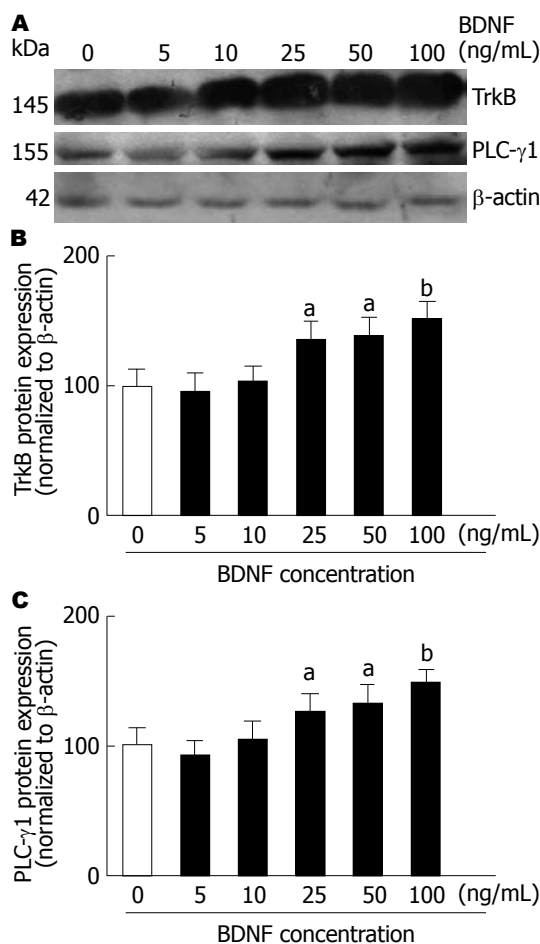 A
BDNF
kDa 0 5 10 25 50 100 (ng/mL)
145 TrkB
155 PLC-γ1
42 β-actin
B
TrkB protein expression
(normalized to β-actin)
200
100
0
a a b
0 5 10 25 50 100 (ng/mL)
BDNF concentration
C
PLC-γ1 protein expression
(normalized to β-actin)
200
100
0
a a b
0 5 10 25 50 100 (ng/mL)
BDNF concentration